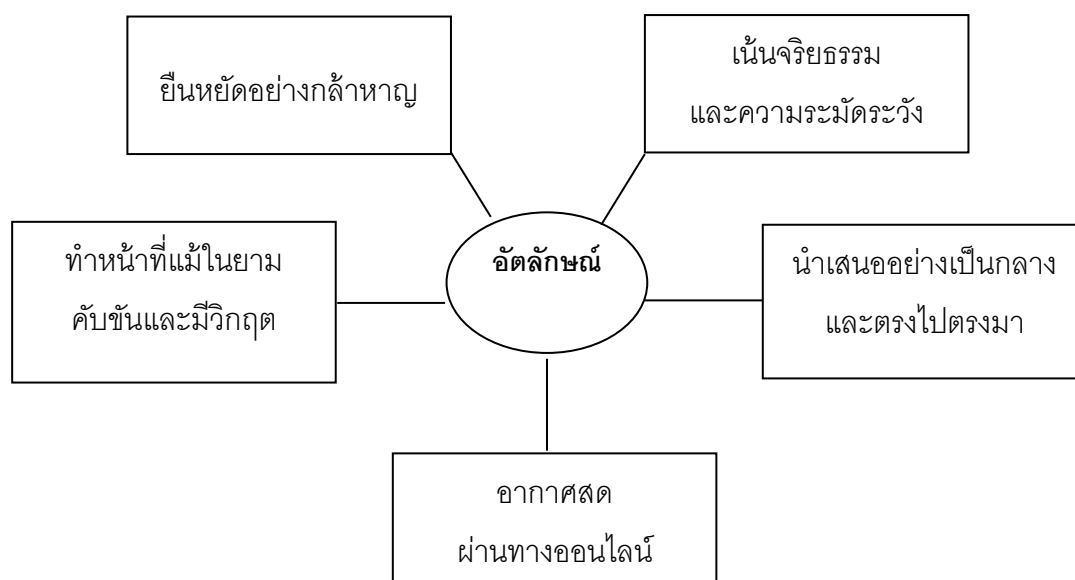 ยืนหยัดอย่างกล้าหาญ
เน้นจริยธรรม
และความระมัดระวัง
อัตลักษณ์
ทำหน้าที่แม้ในยาม
คับขันและมีวิกฤต
นำเสนออย่างเป็นกลาง
และตรงไปตรงมา
อากาศสด
ผ่านทางออนไลน์